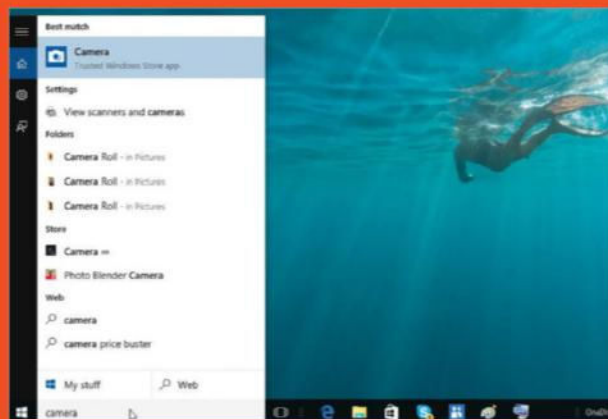 Best match
Camera
Trusted Windows Store app
Settings
View scanners and cameras
Folders
Camera Roll - in Pictures
Camera Roll - in Pictures
Camera Roll - in Pictures
Store
Camera ∞
Photo Blender Camera
Web
camera
camera price buster
My stuff
Web
camera